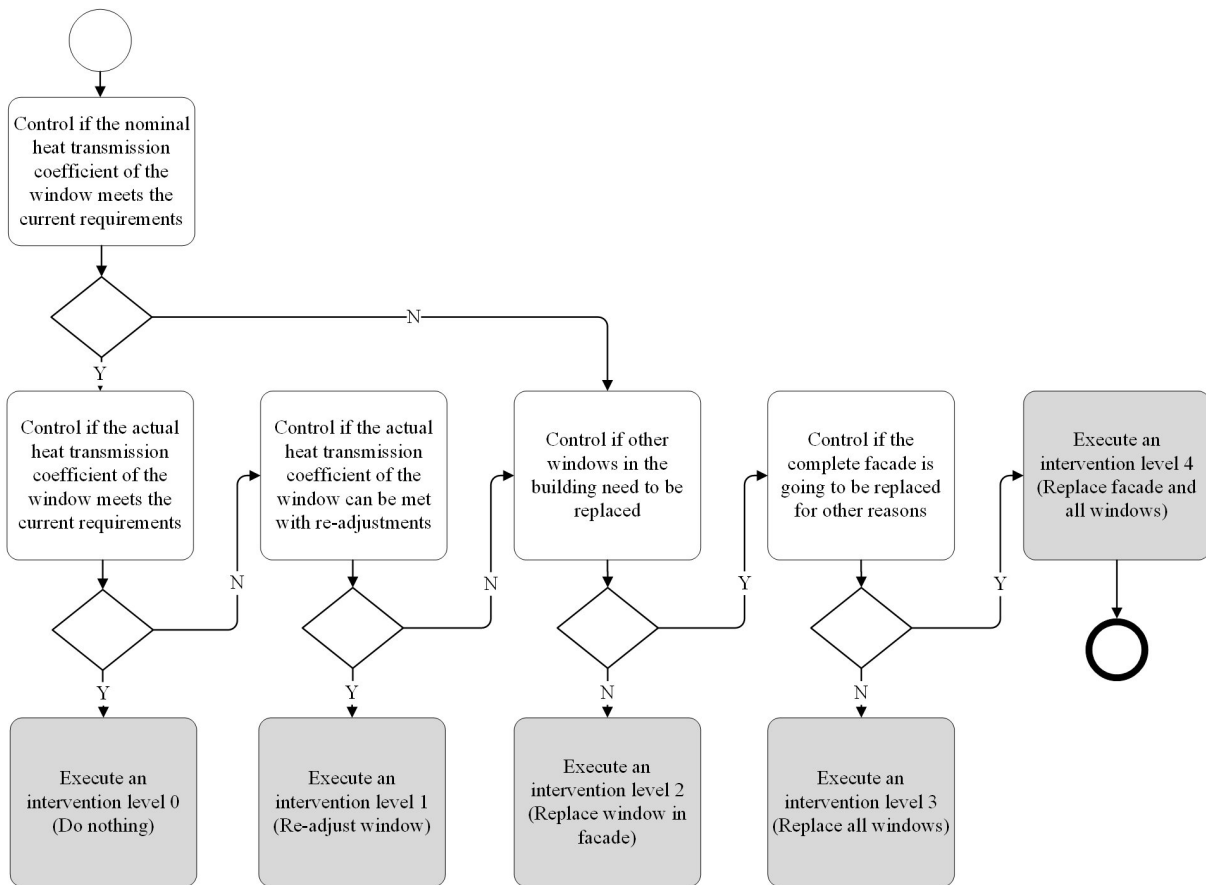 Control if the nominal
heat transmission
coefficient of the
window meets the
current requirements
N
Y
Control if the actual
heat transmission
coefficient of the
window meets the
current requirements
Control if the actual
heat transmission
coefficient of the
window can be met
with re-adjustments
Control if other
windows in the
building need to be
replaced
Control if the
complete facade is
going to be replaced
for other reasons
Execute an
intervention level 4
(Replace facade and
all windows)
N
N
Y
Y
Y
Y
N
N
Execute an
intervention level 0
(Do nothing)
Execute an
intervention level 1
(Re-adjust window)
Execute an
intervention level 2
(Replace window in
facade)
Execute an
intervention level 3
(Replace all windows)